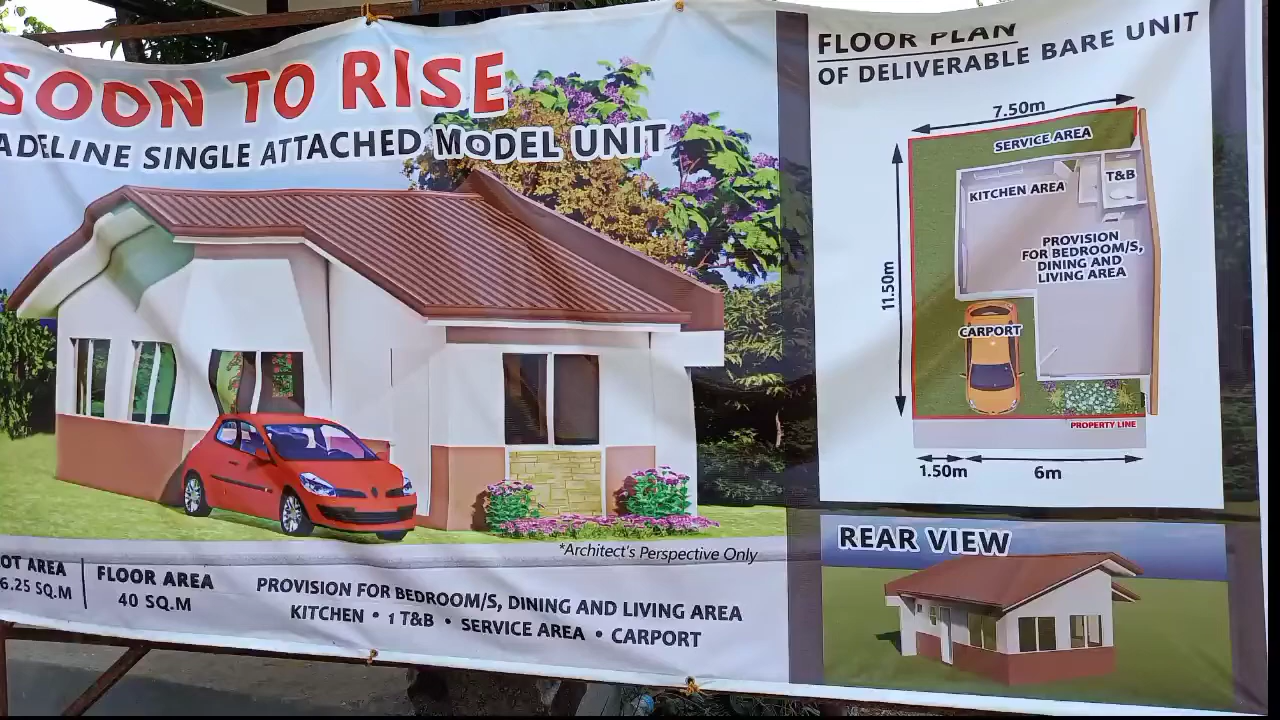 SOON TO RISE
ADELINE SINGLE ATTACHED MODEL UNIT
*Architect's Perspective Only
OT AREA
6.25 SQ.M
FLOOR AREA
40 SQ.M
PROVISION FOR BEDROOM/S, DINING AND LIVING AREA
KITCHEN • 1 T&B • SERVICE AREA • CARPORT
FLOOR PLAN
OF DELIVERABLE BARE UNIT
7.50m
SERVICE AREA
KITCHEN AREA
T&B
PROVISION
FOR BEDROOM/S,
DINING AND
LIVING AREA
11.50m
CARPORT
PROPERTY LINE
1.50m
6m
REAR VIEW